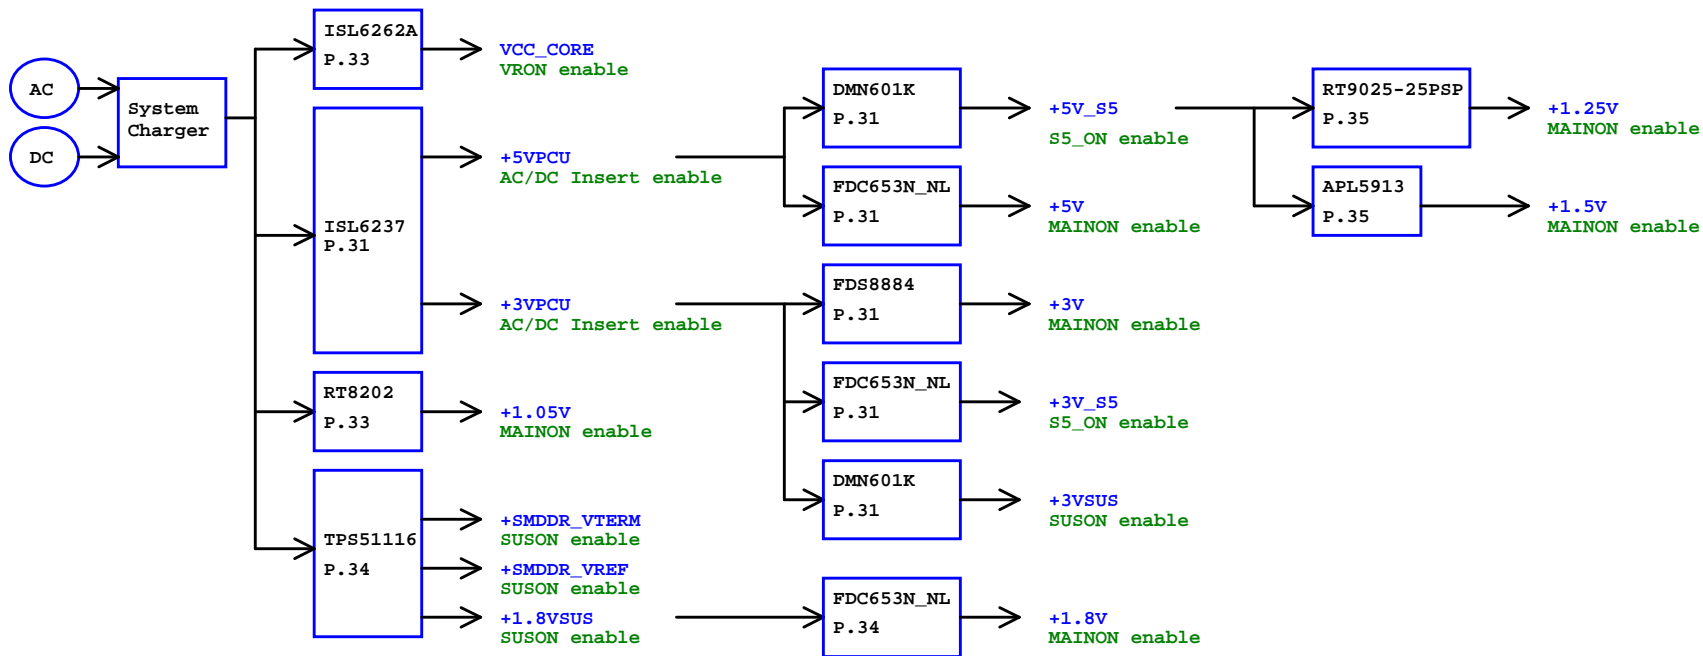 AC
DC
System
Charger
ISL6262A
P.33
VCC_CORE
VRON enable
ISL6237
P.31
+5VPCU
AC/DC Insert enable
+3VPCU
AC/DC Insert enable
RT8202
P.33
+1.05V
MAINON enable
TPS51116
P.34
+SMDDR_VTERM
SUSON enable
+SMDDR_VREF
SUSON enable
+1.8VSUS
SUSON enable
DMN601K
P.31
+5V_S5
S5_ON enable
FDC653N_NL
P.31
+5V
MAINON enable
FDS8884
P.31
+3V
MAINON enable
FDC653N_NL
P.31
+3V_S5
S5_ON enable
DMN601K
P.31
+3VSUS
SUSON enable
FDC653N_NL
P.34
+1.8V
MAINON enable
RT9025-25PSP
P.35
+1.25V
MAINON enable
APL5913
P.35
+1.5V
MAINON enable